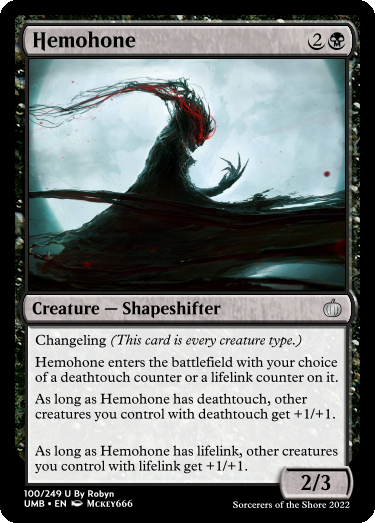 Hemohone 2
Creature — Shapeshifter
Changeling (This card is every creature type.)
Hemohone enters the battlefield with your choice
of a deathtouch counter or a lifelink counter on it.
As long as Hemohone has deathtouch, other
creatures you control with deathtouch get +1/+1.
As long as Hemohone has lifelink, other creatures
you control with lifelink get +1/+1.
2/3
100/249 U By Robyn
UMB • EN Mckey666
Sorcerers of the Shore 2022